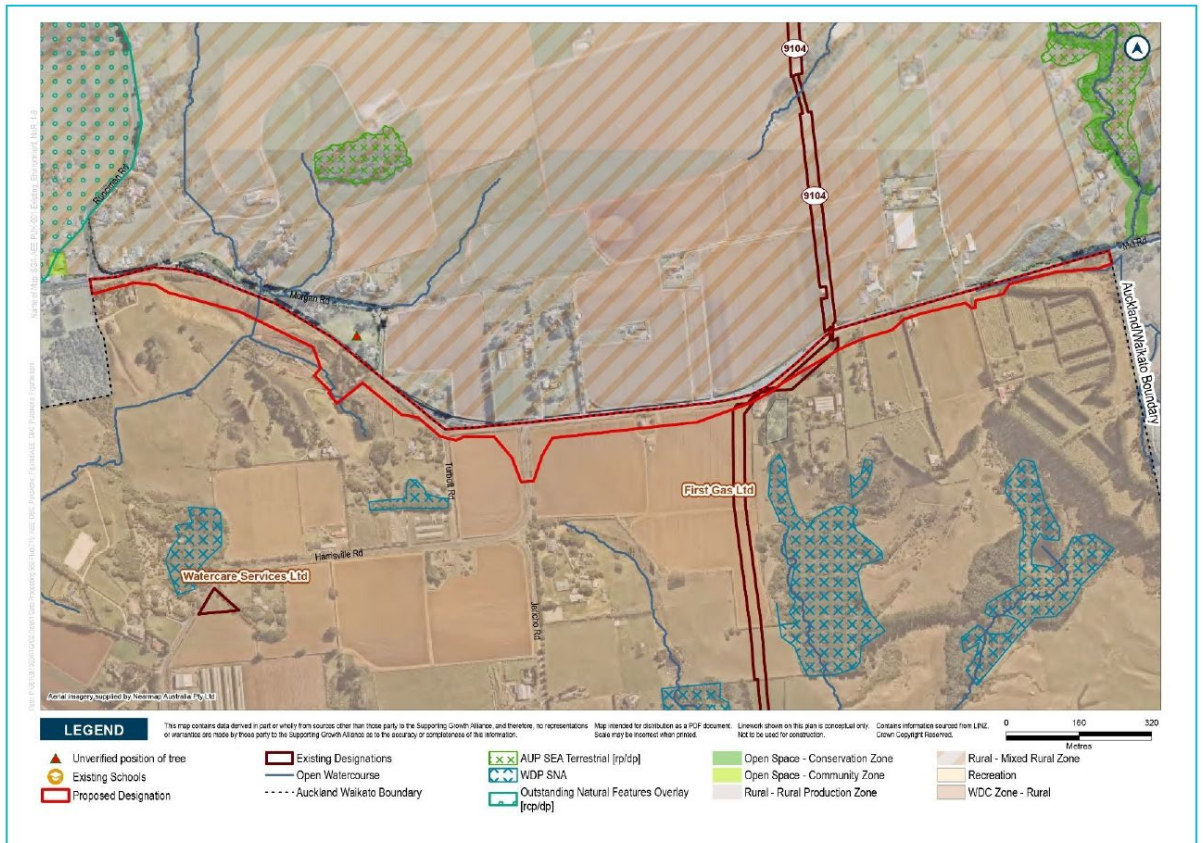 9104
9104
Runciman Rd
Morgan Rd
Mill Rd
Auckland/Waikato Boundary
Tuhimata Rd
First Gas Ltd
Harrisville Rd
Watercare Services Ltd
Jericho Rd
Aerial imagery supplied by Nearmap Australia Pty Ltd
LEGEND
This map contains data derived in part or wholly from sources other than those party to the Supporting Growth Alliance, and therefore, no representations
or warranties are made by those party to the Supporting Growth Alliance as to the accuracy or completeness of this information.
Map intended for distribution as a PDF document.
Scale may be incorrect when printed.
Linework shown on this plan is conceptual only.
Not to be used for construction.
Contains information sourced from LINZ.
Crown Copyright Reserved.
0 160 320
Metres
Unverified position of tree
Existing Schools
Proposed Designation
Existing Designations
Open Watercourse
Auckland Waikato Boundary
AUP SEA Terrestrial [rp/dp]
WDP SNA
Outstanding Natural Features Overlay
[rcp/dp]
Open Space - Conservation Zone
Open Space - Community Zone
Rural - Rural Production Zone
Rural - Mixed Rural Zone
Recreation
WDC Zone - Rural